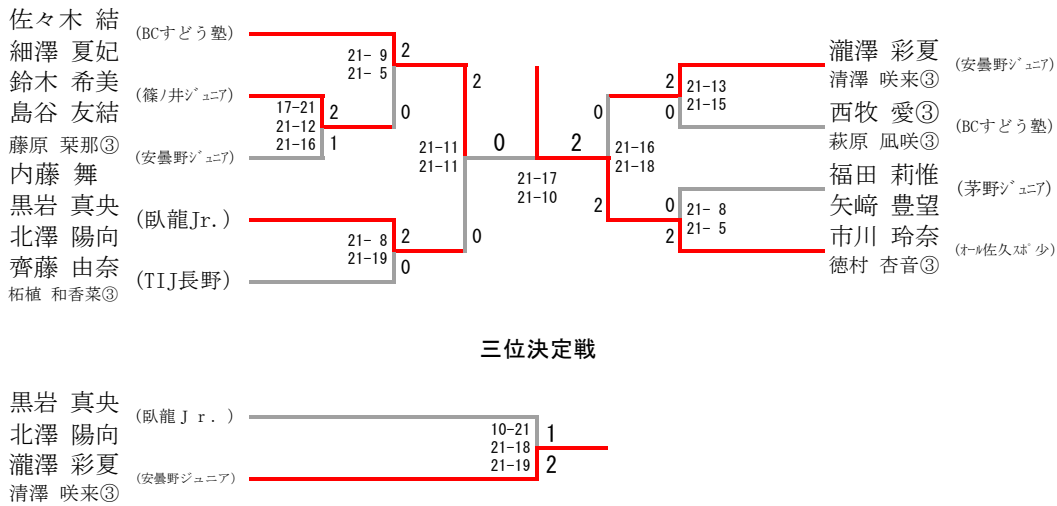 佐々木 結
細澤 夏妃
(BCすどう塾)
鈴木 希美
島谷 友結
(篠ノ井ジュニア)
藤原 栞那③
内藤 舞
(安曇野ジュニア)
黒岩 真央
北澤 陽向
(臥龍Jr.)
齊藤 由奈
柘植 和香菜③
(TIJ長野)
21- 9
21- 5
2
0
17-21
21-12
21-16
2
1
21- 8
21-19
2
0
21-11
21-11
2
0
0
2
21-17
21-10
21-16
21-18
0
2
2
0
21-13
21-15
0
2
21- 8
21- 5
瀧澤 彩夏
清澤 咲来③
(安曇野ジュニア)
西牧 愛③
萩原 凪咲③
(BCすどう塾)
福田 莉惟
矢﨑 豊望
(茅野ジュニア)
市川 玲奈
徳村 杏音③
(オール佐久スポ少)
三位決定戦
黒岩 真央
北澤 陽向
(臥龍Jr.)
瀧澤 彩夏
清澤 咲来③
(安曇野ジュニア)
10-21
21-18
21-19
1
2